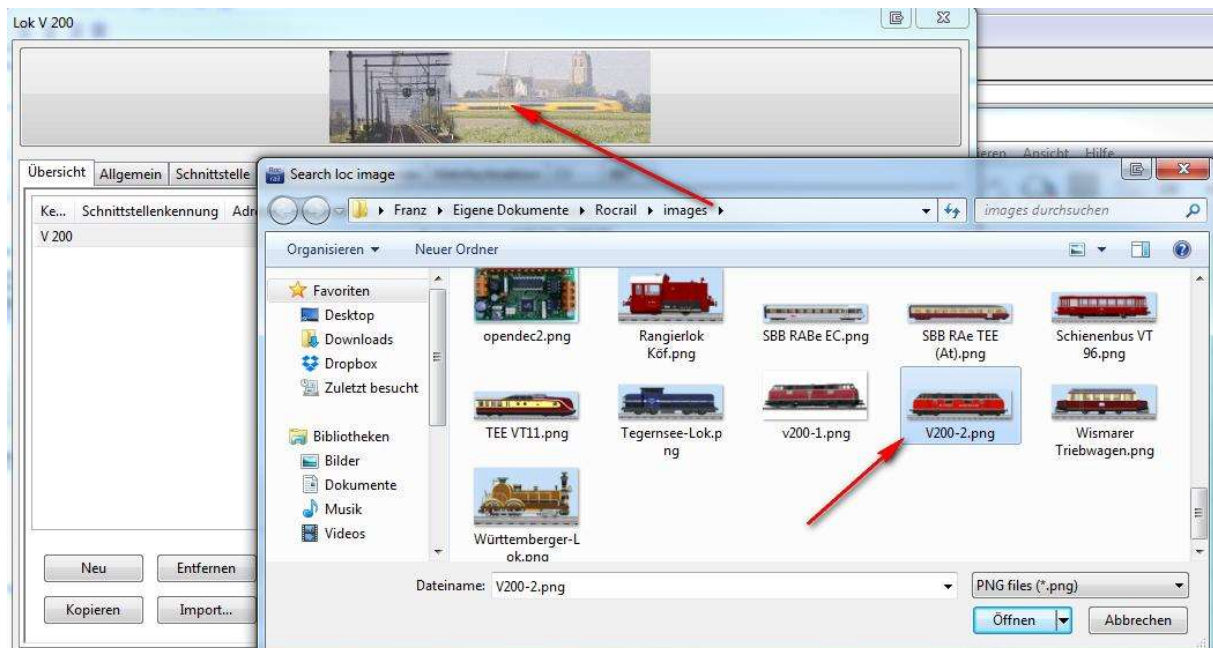 Lok V 200
Ansicht Hilfe
Übersicht Allgemein Schnittstelle
Search loc image
Ke... Schnittstellenkennung
V 200
Franz Eigene Dokumente Rocrail images
images durchsuchen
Organisieren Neuer Ordner
Favoriten
Desktop
Downloads
Dropbox
Zuletzt besucht
Bibliotheken
Bilder
Dokumente
Musik
Videos
opendec2.png
Rangierlok
Köf.png
SBB RABe EC.png
SBB RAe TEE
(At).png
Schienenbus VT
96.png
TEE VT11.png
Tegernsee-Lok.p
ng
v200-1.png
V200-2.png
Wismarer
Triebwagen.png
Württemberger-L
ok.png
Neu Entfernen
Kopieren Import...
Dateiname: V200-2.png
PNG files (*.png)
Öffnen Abbrechen